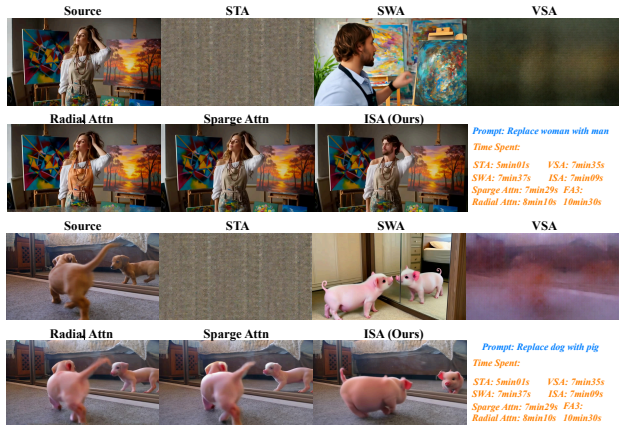 Source STA SWA VSA
Radial Attn Sparge Attn ISA (Ours)
Prompt: Replace woman with man
Time Spent:
STA: 5min01s VSA: 7min35s
SWA: 7min37s ISA: 7min09s
Sparge Attn: 7min29s FA3:
Radial Attn: 8min10s 10min30s
Source STA SWA VSA
Radial Attn Sparge Attn ISA (Ours)
Prompt: Replace dog with pig
Time Spent:
STA: 5min01s VSA: 7min35s
SWA: 7min37s ISA: 7min09s
Sparge Attn: 7min29s FA3:
Radial Attn: 8min10s 10min30s